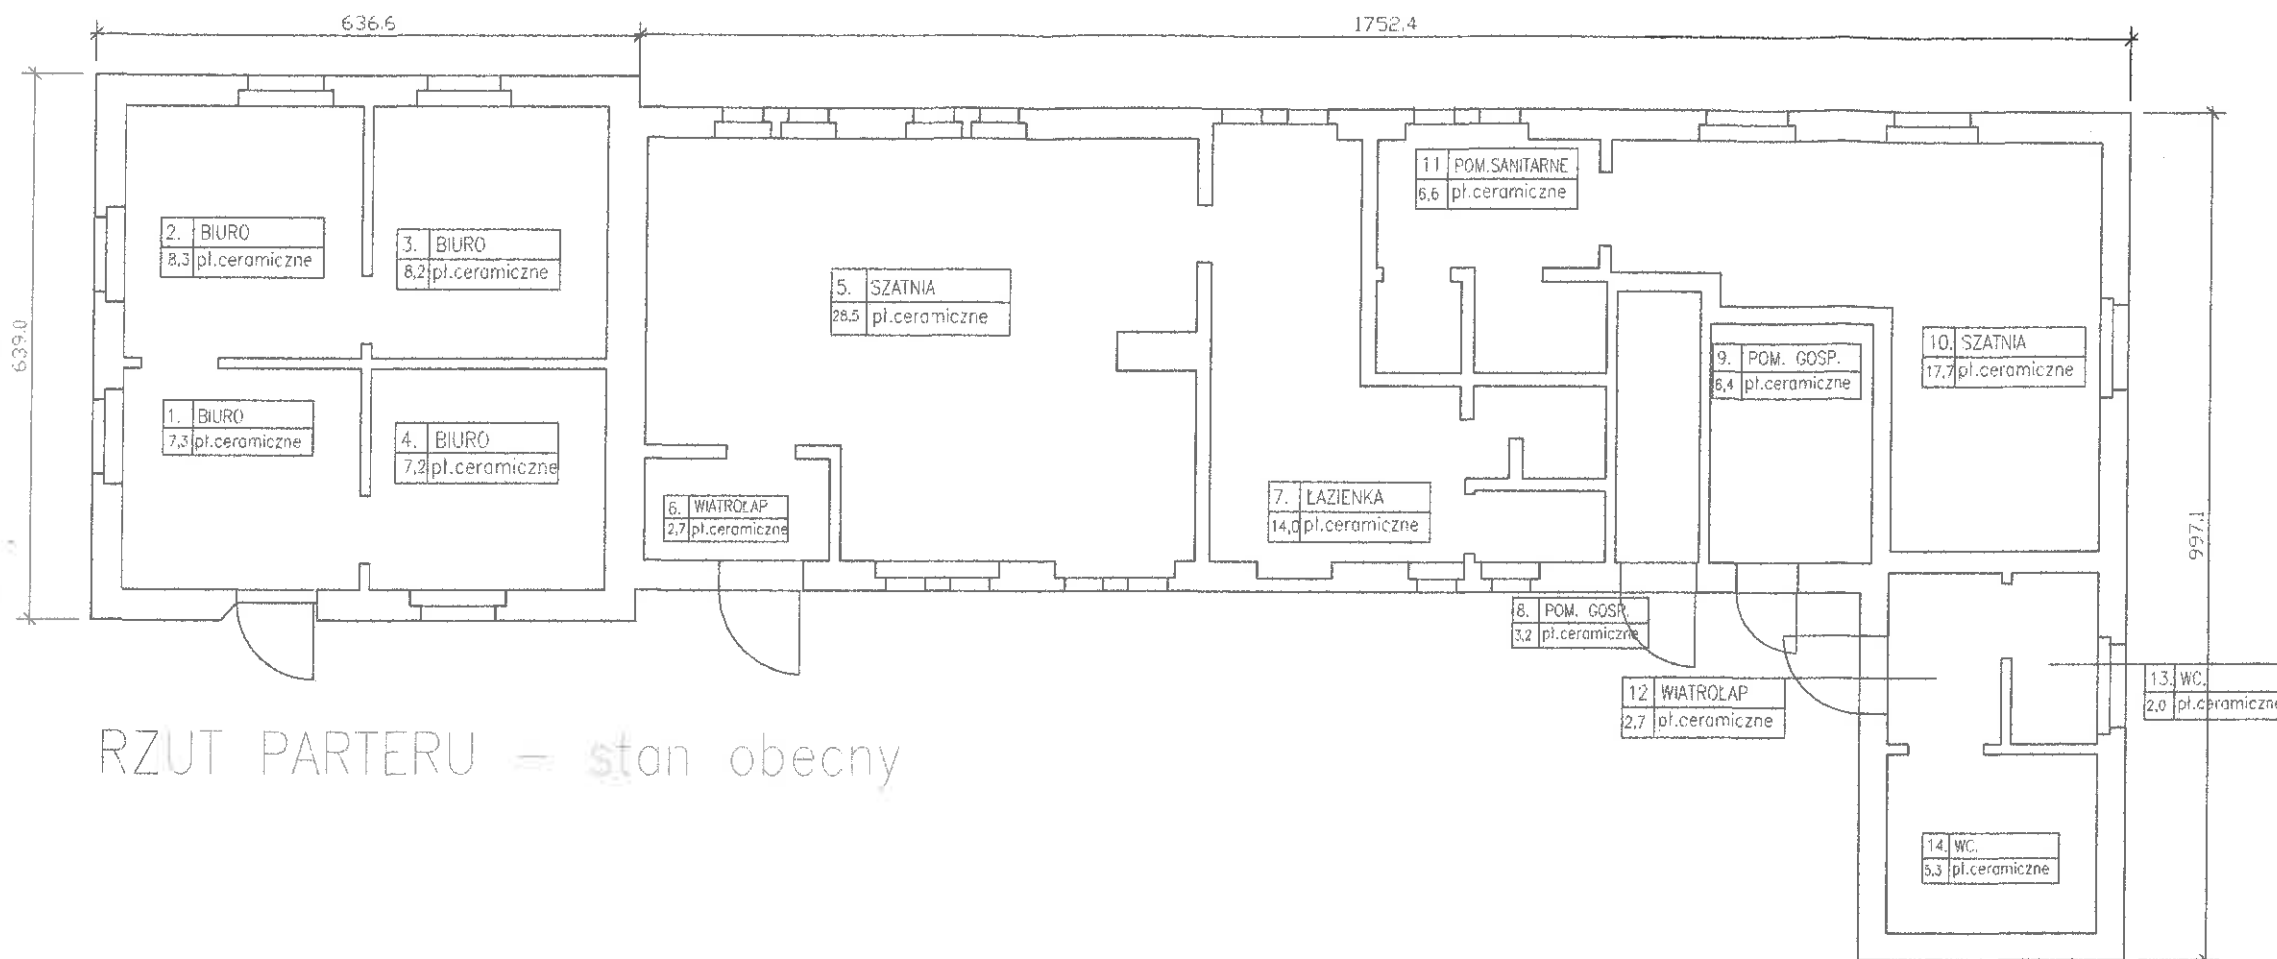 636.6
1752.4
639.0
997.1
2. BIURO
8,3 pł.ceramiczne
3. BIURO
8,2 pł.ceramiczne
1. BIURO
7,3 pł.ceramiczne
4. BIURO
7,2 pł.ceramiczne
5. SZATNIA
28,5 pł.ceramiczne
6. WIATROŁAP
2,7 pł.ceramiczne
7. ŁAZIENKA
14,0 pł.ceramiczne
11 POM.SANITARNE
6,6 pł.ceramiczne
9. POM. GOSP.
6,4 pł.ceramiczne
10. SZATNIA
17,7 pł.ceramiczne
8. POM. GOSP.
3,2 pł.ceramiczne
12 WIATROŁAP
2,7 pł.ceramiczne
13. WC.
2,0 pł.ceramiczne
14. WC.
5,3 pł.ceramiczne
RZUT PARTERU – stan obecny